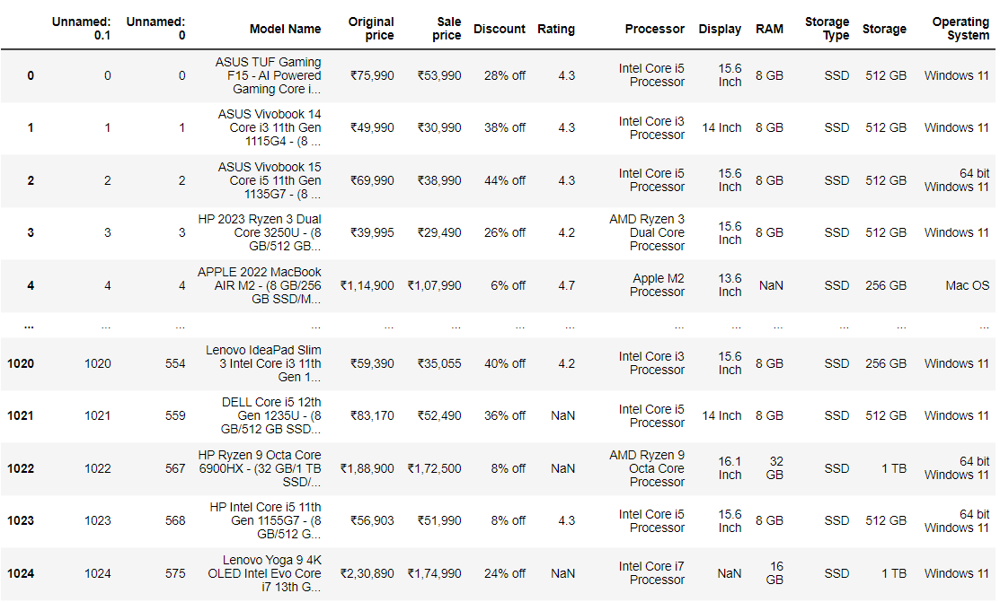 Unnamed: 0.1 Unnamed: 0 Model Name Original price Sale price Discount Rating Processor Display RAM Storage Type Storage Operating System
0 0 0 ASUS TUF Gaming F15 - AI Powered Gaming Core i... ₹75,990 ₹53,990 28% off 4.3 Intel Core i5 Processor 15.6 Inch 8 GB SSD 512 GB Windows 11
1 1 1 ASUS Vivobook 14 Core i3 11th Gen 1115G4 - (8 ... ₹49,990 ₹30,990 38% off 4.3 Intel Core i3 Processor 14 Inch 8 GB SSD 512 GB Windows 11
2 2 2 ASUS Vivobook 15 Core i5 11th Gen 1135G7 - (8 ... ₹69,990 ₹38,990 44% off 4.3 Intel Core i5 Processor 15.6 Inch 8 GB SSD 512 GB 64 bit Windows 11
3 3 3 HP 2023 Ryzen 3 Dual Core 3250U - (8 GB/512 GB... ₹39,995 ₹29,490 26% off 4.2 AMD Ryzen 3 Dual Core Processor 15.6 Inch 8 GB SSD 512 GB Windows 11
4 4 4 APPLE 2022 MacBook AIR M2 - (8 GB/256 GB SSD/M... ₹1,14,900 ₹1,07,990 6% off 4.7 Apple M2 Processor 13.6 Inch NaN SSD 256 GB Mac OS
... ... ... ... ... ... ... ... ... ... ... ... ... ...
1020 1020 554 Lenovo IdeaPad Slim 3 Intel Core i3 11th Gen 1... ₹59,390 ₹35,055 40% off 4.2 Intel Core i3 Processor 15.6 Inch 8 GB SSD 256 GB Windows 11
1021 1021 559 DELL Core i5 12th Gen 1235U - (8 GB/512 GB SSD... ₹83,170 ₹52,490 36% off NaN Intel Core i5 Processor 14 Inch 8 GB SSD 512 GB Windows 11
1022 1022 567 HP Ryzen 9 Octa Core 6900HX - (32 GB/1 TB SSD/... ₹1,88,900 ₹1,72,500 8% off NaN AMD Ryzen 9 Octa Core Processor 16.1 Inch 32 GB SSD 1 TB 64 bit Windows 11
1023 1023 568 HP Intel Core i5 11th Gen 1155G7 - (8 GB/512 G... ₹56,903 ₹51,990 8% off 4.3 Intel Core i5 Processor 15.6 Inch 8 GB SSD 512 GB 64 bit Windows 11
1024 1024 575 Lenovo Yoga 9 4K OLED Intel Evo Core i7 13th G... ₹2,30,890 ₹1,74,990 24% off NaN Intel Core i7 Processor NaN 16 GB SSD 1 TB Windows 11